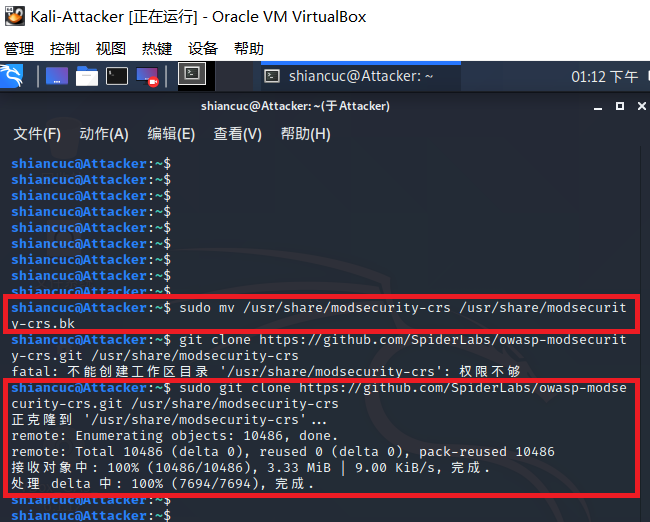 Kali-Attacker [正在运行] - Oracle VM VirtualBox
管理 控制 视图 热键 设备 帮助
shiancuc@Attacker: ~ 01:12 下午
shiancuc@Attacker: ~(于 Attacker)
文件(F) 动作(A) 编辑(E) 查看(V) 帮助(H)
shiancuc@Attacker:~$
shiancuc@Attacker:~$
shiancuc@Attacker:~$
shiancuc@Attacker:~$
shiancuc@Attacker:~$
shiancuc@Attacker:~$
shiancuc@Attacker:~$
shiancuc@Attacker:~$
shiancuc@Attacker:~$
shiancuc@Attacker:~$ sudo mv /usr/share/modsecurity-crs /usr/share/modsecurit
y-crs.bk
shiancuc@Attacker:~$ git clone https://github.com/SpiderLabs/owasp-modsecurit
y-crs.git /usr/share/modsecurity-crs
fatal: 不能创建工作区目录 '/usr/share/modsecurity-crs': 权限不够
shiancuc@Attacker:~$ sudo git clone https://github.com/SpiderLabs/owasp-modse
curity-crs.git /usr/share/modsecurity-crs
正克隆到 '/usr/share/modsecurity-crs'...
remote: Enumerating objects: 10486, done.
remote: Total 10486 (delta 0), reused 0 (delta 0), pack-reused 10486
接收对象中: 100% (10486/10486), 3.33 MiB | 9.00 KiB/s, 完成.
处理 delta 中: 100% (7694/7694), 完成.
shiancuc@Attacker:~$
shiancuc@Attacker:~$